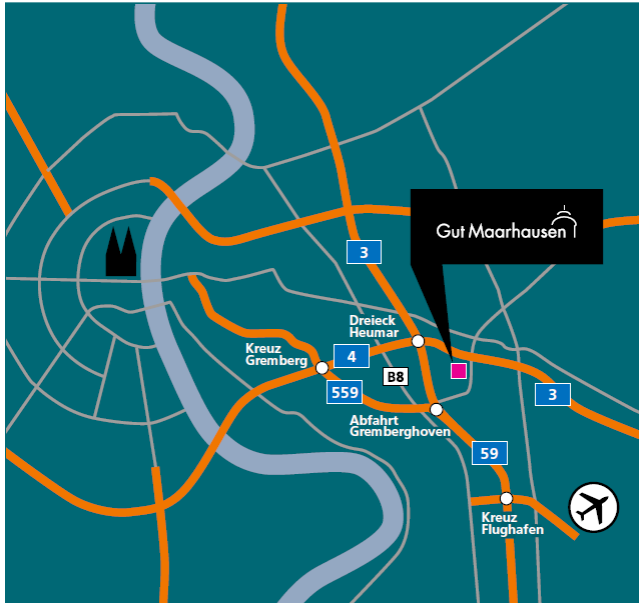 Gut Maarhausen
3
Dreieck
Heumar
Kreuz
Gremberg
4
B8
559
3
Abfahrt
Gremberghoven
59
Kreuz
Flughafen